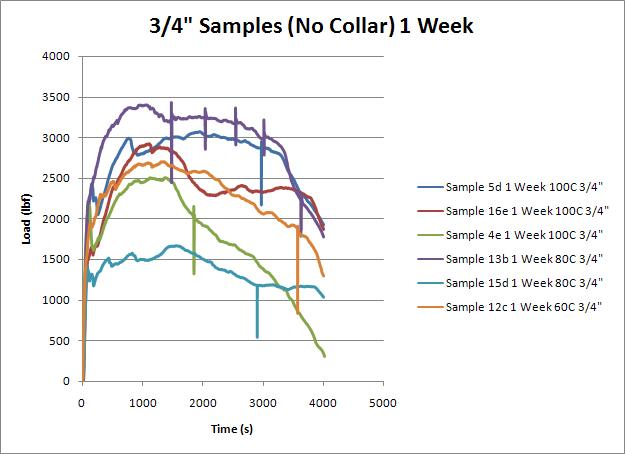 3/4" Samples (No Collar) 1 Week
4000
3500
3000
2500
2000
1500
1000
500
0
Load (lbf)
0 1000 2000 3000 4000 5000
Time (s)
Sample 5d 1 Week 100C 3/4"
Sample 16e 1 Week 100C 3/4"
Sample 4e 1 Week 100C 3/4"
Sample 13b 1 Week 80C 3/4"
Sample 15d 1 Week 80C 3/4"
Sample 12c 1 Week 60C 3/4"